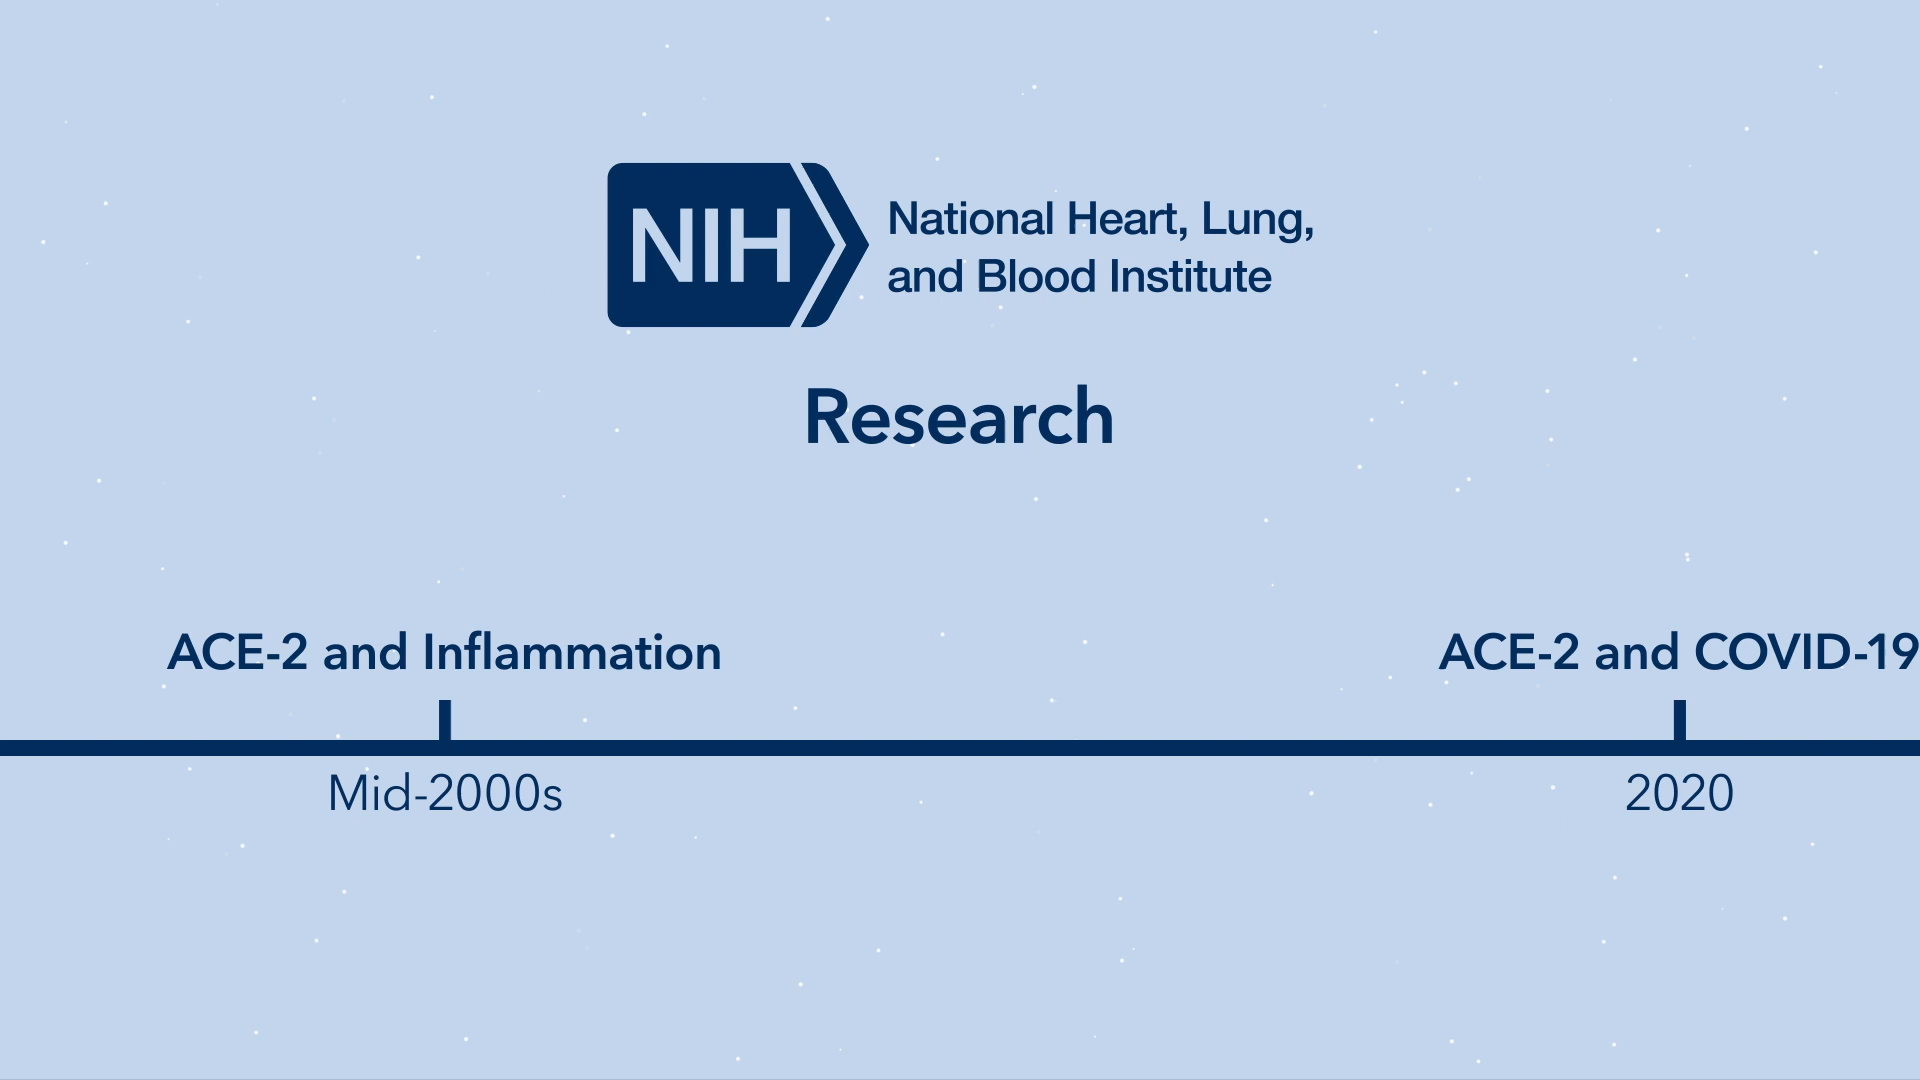 NIH
National Heart, Lung,
and Blood Institute
Research
ACE-2 and Inflammation
ACE-2 and COVID-19
Mid-2000s
2020